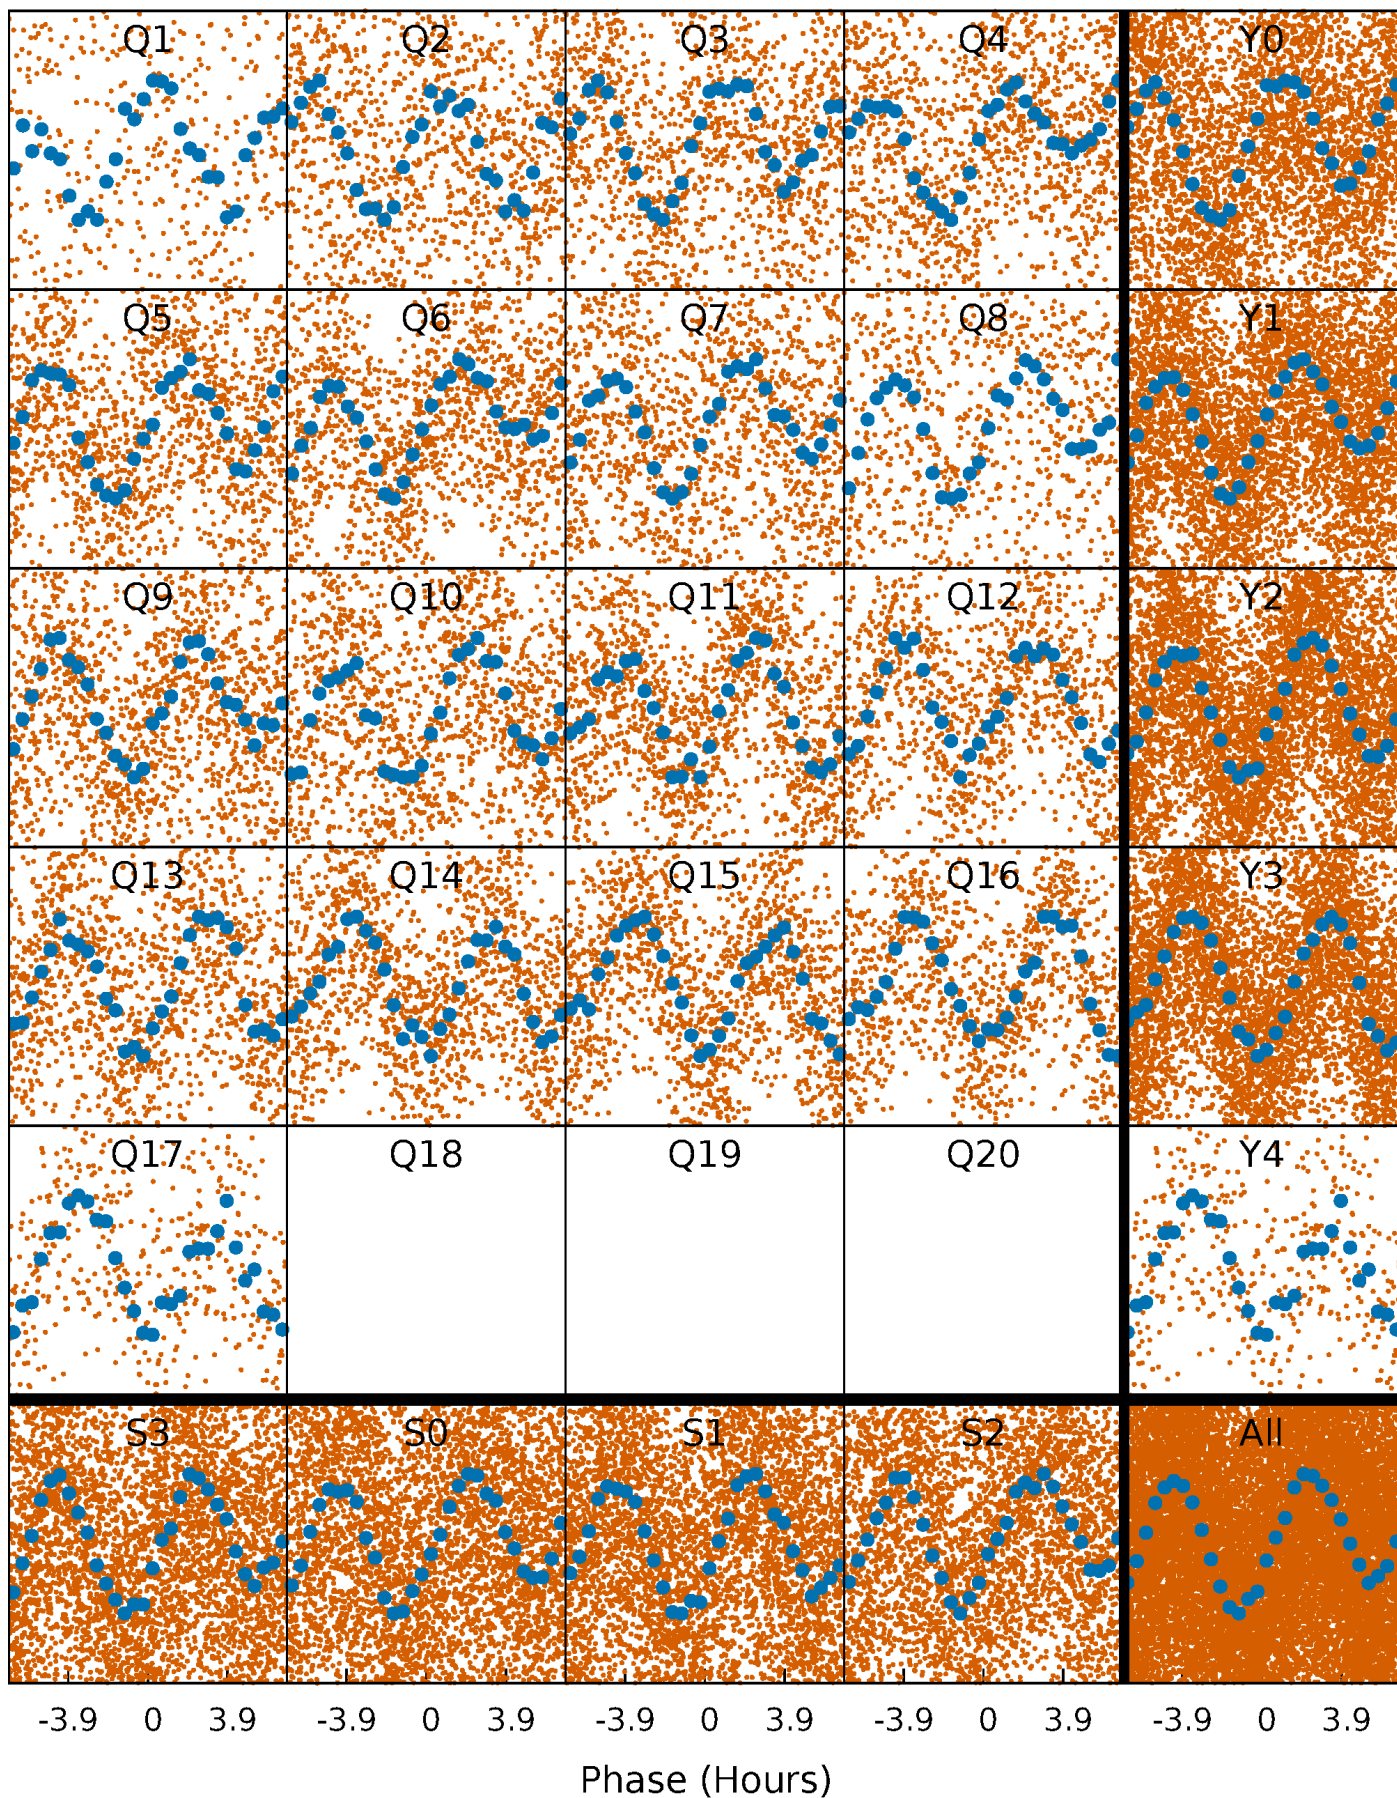 Q1 Q2 Q3 Q4 Y0
Q5 Q6 Q7 Q8 Y1
Q9 Q10 Q11 Q12 Y2
Q13 Q14 Q15 Q16 Y3
Q17 Q18 Q19 Q20 Y4
S3 S0 S1 S2 All
-3.9 0 3.9 -3.9 0 3.9 -3.9 0 3.9 -3.9 0 3.9 -3.9 0 3.9
Phase (Hours)